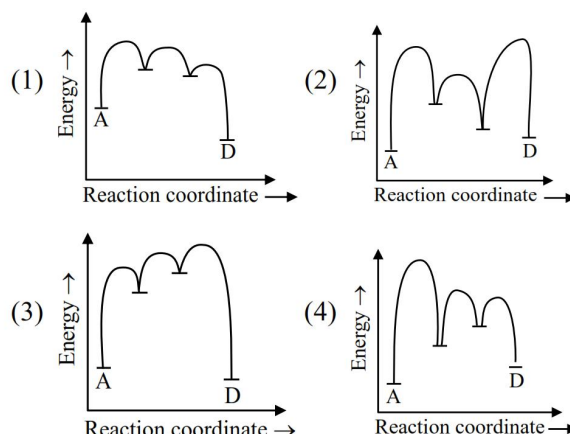 (1)
Energy →
A
D
Reaction coordinate →
(2)
Energy →
A
D
Reaction coordinate →
(3)
Energy →
A
D
Reaction coordinate →
(4)
Energy →
A
D
Reaction coordinate →